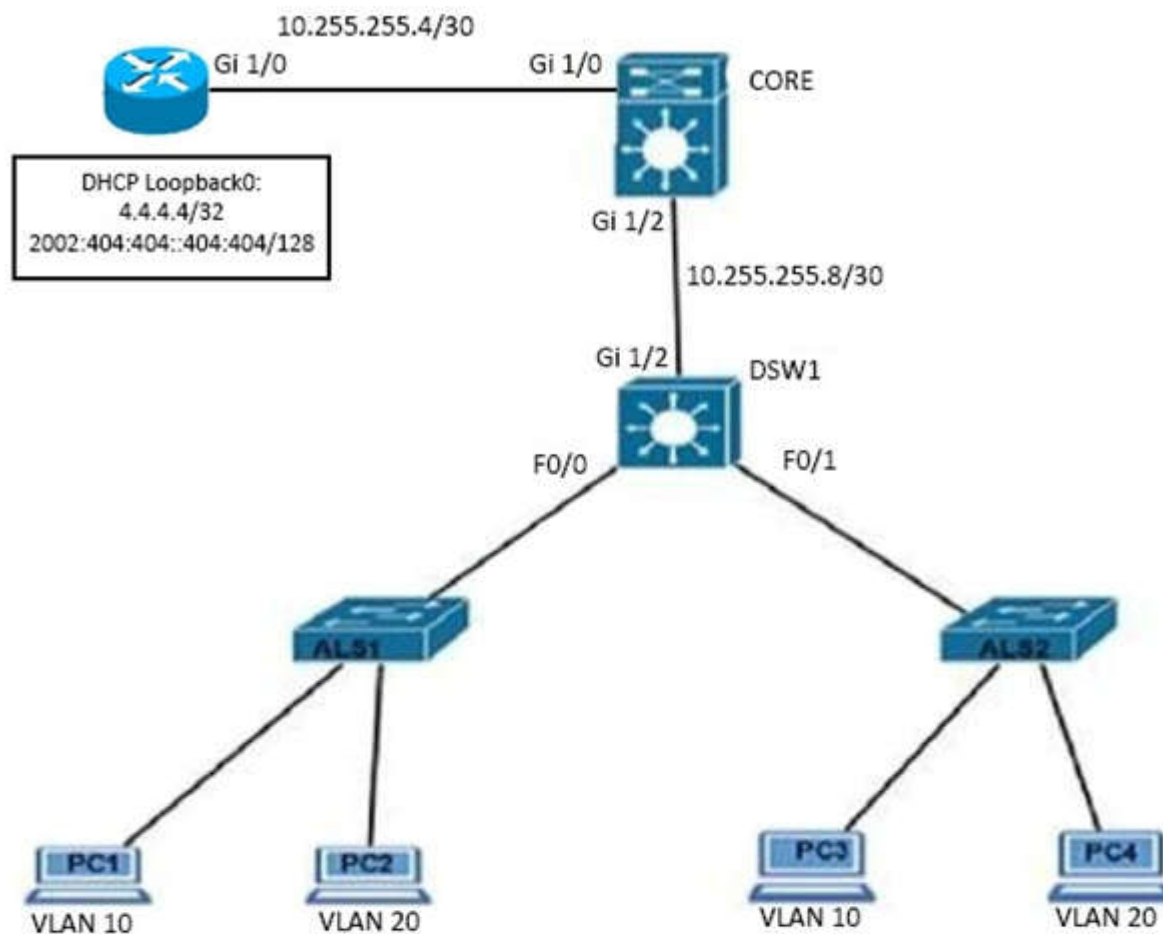 10.255.255.4/30
Gi 1/0
Gi 1/0
CORE
DHCP Loopback0:
4.4.4.4/32
2002:404:404::404:404/128
Gi 1/2
10.255.255.8/30
Gi 1/2
DSW1
F0/0
F0/1
ALS1
ALS2
PC1
PC2
PC3
PC4
VLAN 10
VLAN 20
VLAN 10
VLAN 20